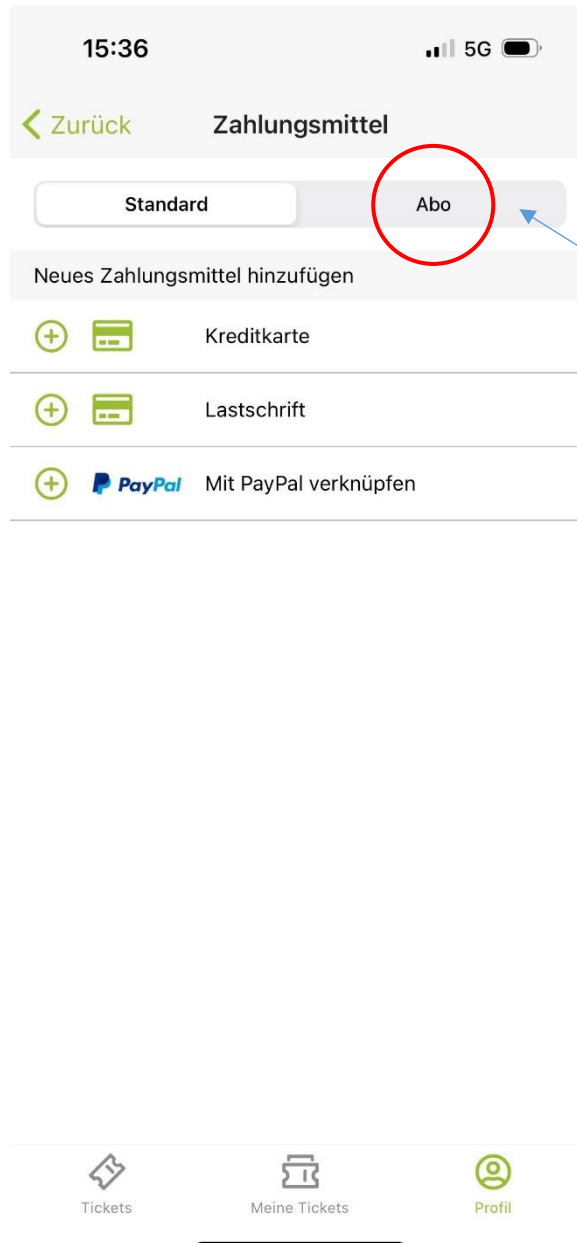 15:36 5G
Zurück Zahlungsmittel
Standard Abo
Neues Zahlungsmittel hinzufügen
Kreditkarte
Lastschrift
PayPal Mit PayPal verknüpfen
Tickets Meine Tickets Profil